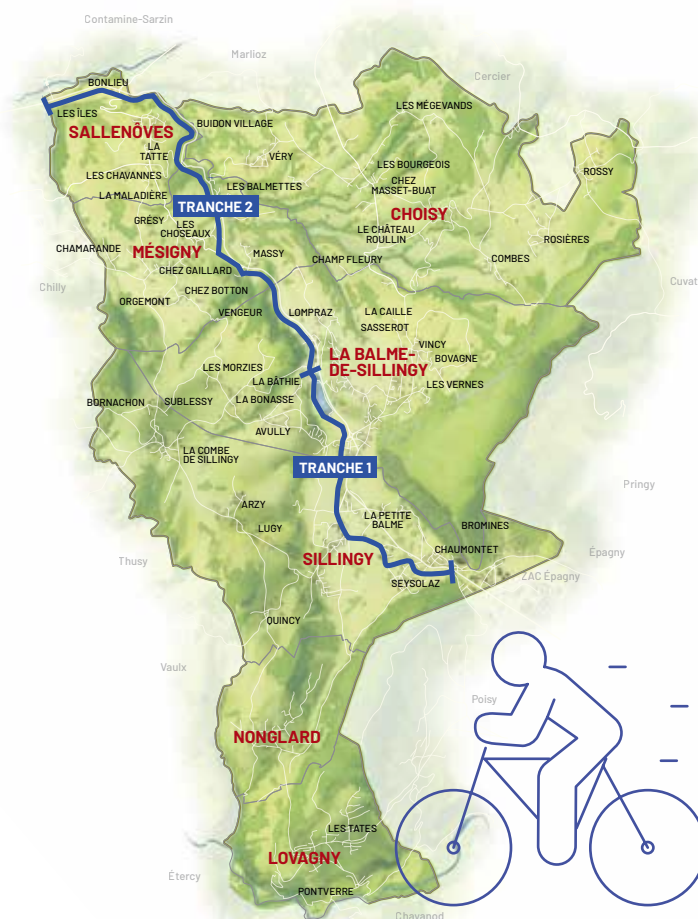 Contamine-Sarzin
Marlioz
Cercier
BONLIEU
LES MÉGEVANDS
LES ÎLES
SALLENÔVES
BUIDON VILLAGE
LA
TATTE
VÉRY
LES BOURGEOIS
ROSSY
LES CHAVANNES
CHEZ
MASSET-BUAT
LES BALMETTES
LA MALADIÈRE
TRANCHE 2
CHOISY
GRÉSY
LES
CHOSEAUX
LE CHÂTEAU
ROULLIN
ROSIÈRES
CHAMARANDE
MÉSIGNY
MASSY
CHAMP FLEURY
COMBES
CHEZ GAILLARD
Chilly
Cuvat
CHEZ BOTTON
ORGEMONT
VENGEUR
LOMPRAZ
LA CAILLE
SASSEROT
VINCY
LA BALME-
DE-SILLINGY
BOVAGNE
LES MORZIES
LA BÂTHIE
LES VERNES
BORNACHON
SUBLESSY
LA BONASSE
AVULLY
LA COMBE
DE SILLINGY
TRANCHE 1
Pringy
ARZY
LA PETITE
BALME
LUGY
BROMINES
CHAUMONTET
Épagny
SILLINGY
Thusy
ZAC Épagny
SEYSOLAZ
QUINCY
Vaulx
Poisy
NONGLARD
LES TATES
LOVAGNY
Étercy
PONTVERRE
Chavanod